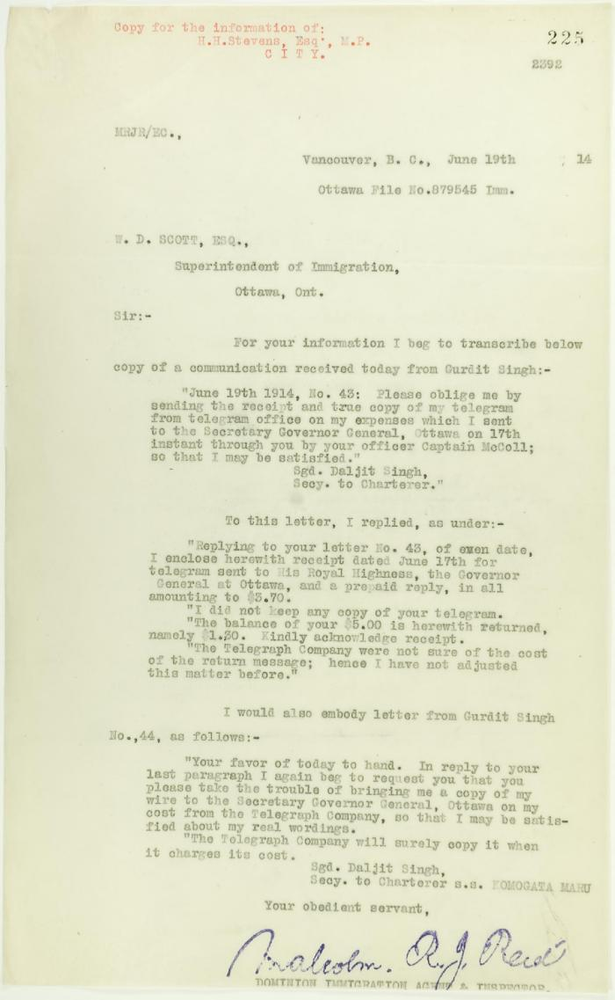 Copy for the information of:
H.H.Stevens, Esq', M.P.
C I T Y.
225
2392
MRJR/EC.,
Vancouver, B. C., June 19th , 14
Ottawa File No.879545 Imm.
W. D. SCOTT, ESQ.,
Superintendent of Immigration,
Ottawa, Ont.
Sir:-
For your information I beg to transcribe below
copy of a communication received today from Gurdit Singh:-
"June 19th 1914, No. 43: Please oblige me by
sending the receipt and true copy of my telegram
from telegram office on my expenses which I sent
to the Secretary Governor General, Ottawa on 17th
instant through you by your officer Captain McColl;
so that I may be satisfied."
Sgd. Daljit Singh,
Secy. to Charterer."
To this letter, I replied, as under:-
"Replying to your letter No. 43, of even date,
I enclose herewith receipt dated June 17th for
telegram sent to His Royal Highness, the Governor
General at Ottawa, and a prepaid reply, in all
amounting to $3.70.
"I did not keep any copy of your telegram.
"The balance of your $5.00 is herewith returned,
namely $1.30. Kindly acknowledge receipt.
"The Telegraph Company were not sure of the cost
of the return message; hence I have not adjusted
this matter before."
I would also embody letter from Gurdit Singh
No.,44, as follows:-
"Your favor of today to hand. In reply to your
last paragraph I again beg to request you that you
please take the trouble of bringing me a copy of my
wire to the Secretary Governor General, Ottawa on my
cost from the Telegraph Company, so that I may be satis-
fied about my real wordings.
"The Telegraph Company will surely copy it when
it charges its cost.
Sgd. Daljit Singh,
Secy. to Charterer s.s. KOMOGATA MARU
Your obedient servant,
Malcolm. R.J. Reid
DOMINION IMMIGRATION AGENT & INSPECTOR.